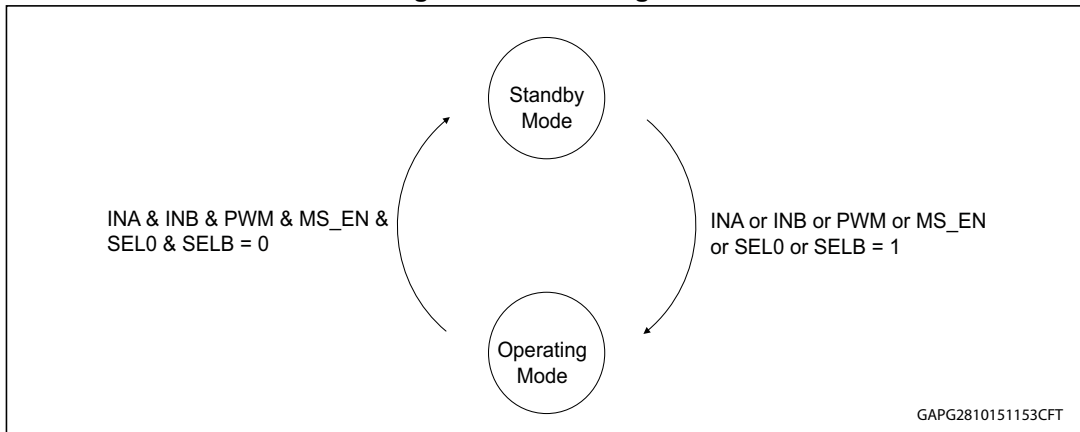 Standby
Mode
INA & INB & PWM & MS_EN &
SEL0 & SELB = 0
INA or INB or PWM or MS_EN
or SEL0 or SELB = 1
Operating
Mode
GAPG2810151153CFT